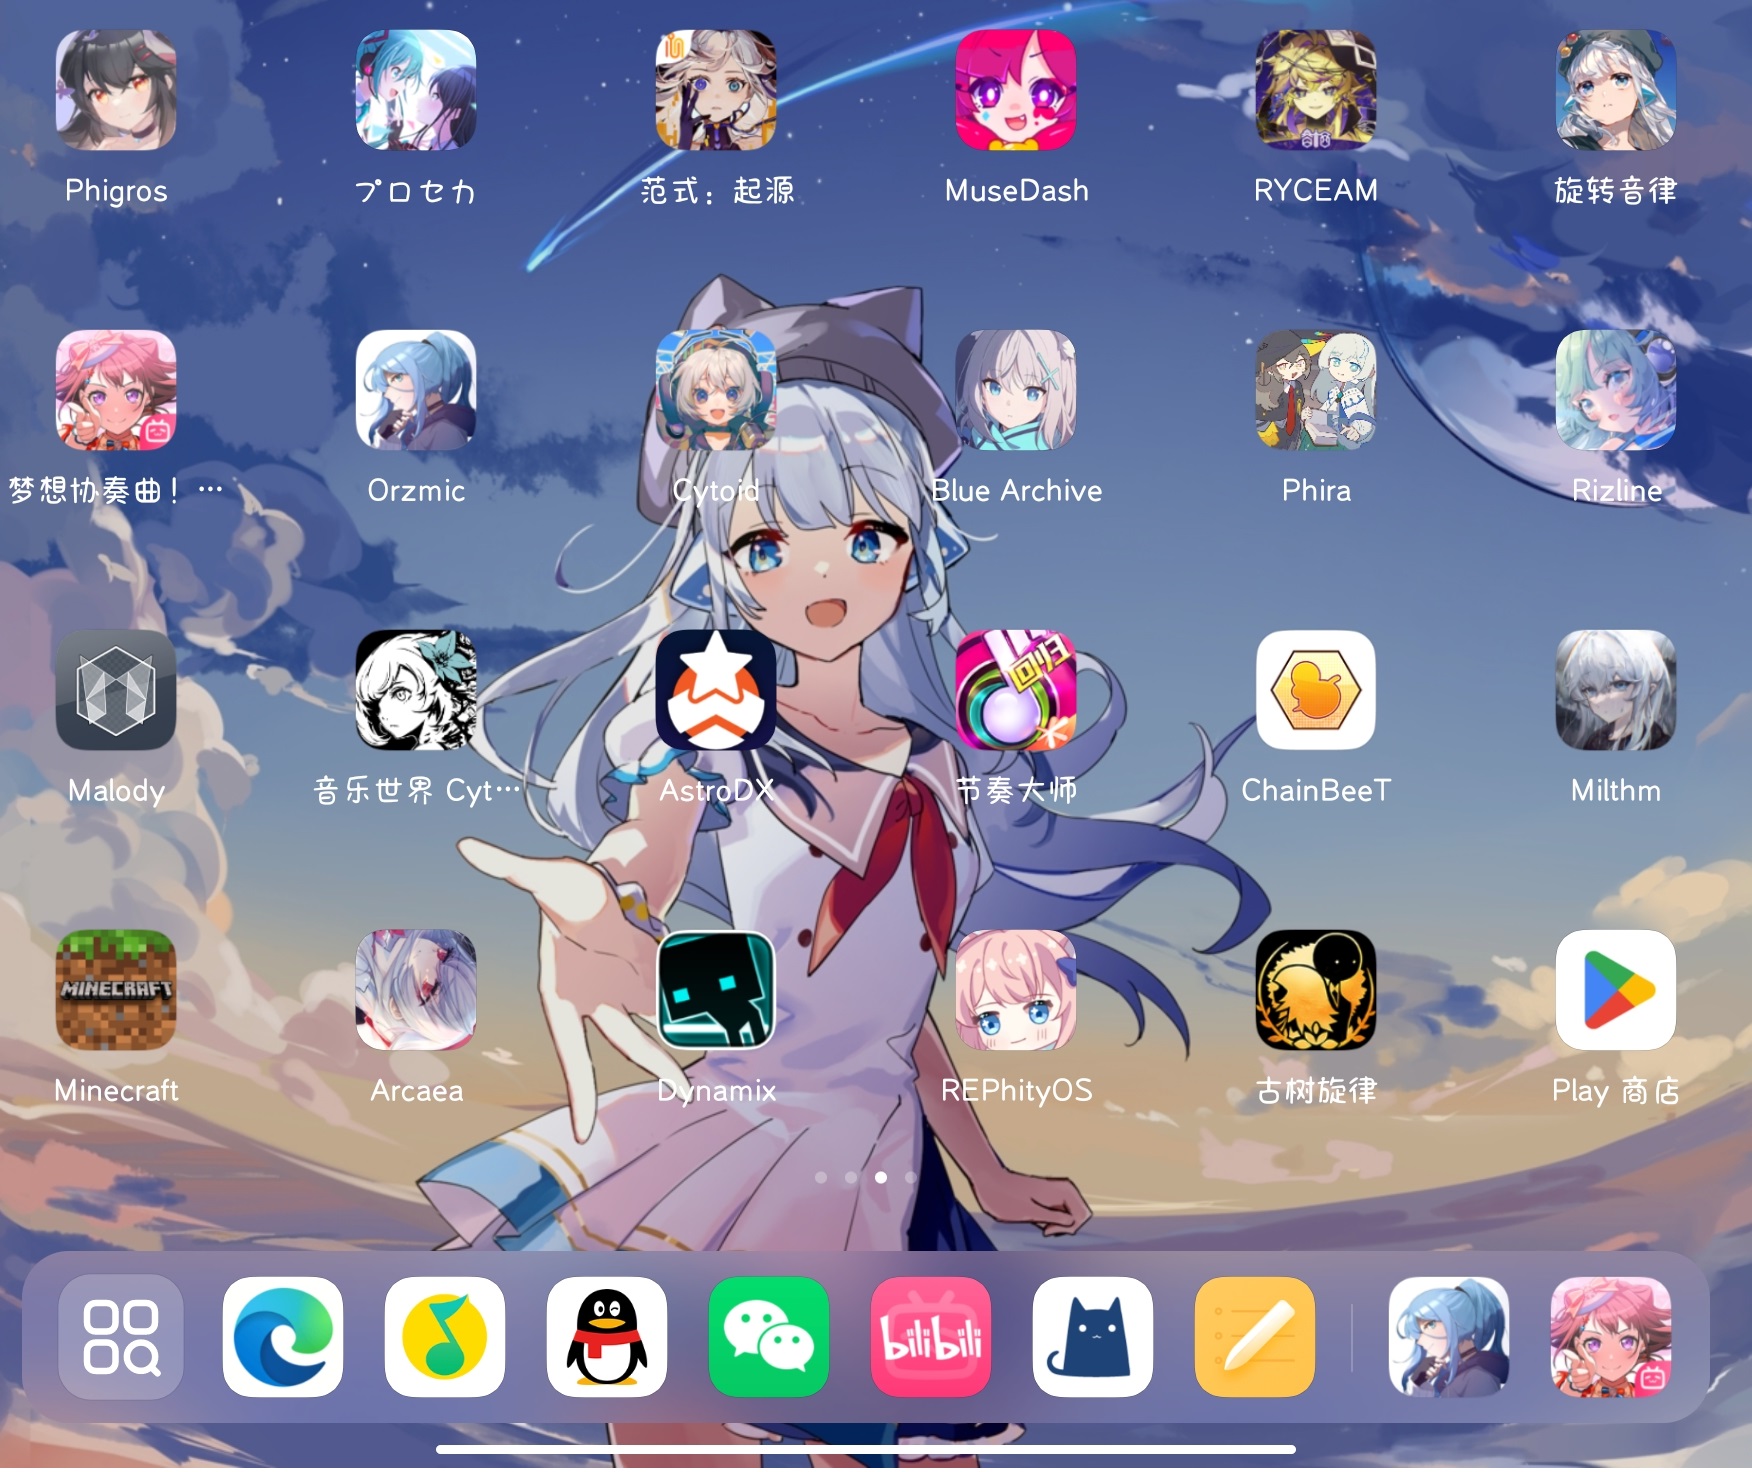 Phigros
プロセカ
范式：起源
MuseDash
RYCEAM
旋转音律
梦想协奏曲！…
Orzmic
Cytoid
Blue Archive
Phira
Rizline
回归
Malody
音乐世界 Cyt…
AstroDX
节奏大师
ChainBeeT
Milthm
MINECRAFT
Minecraft
Arcaea
Dynamix
REPhityOS
古树旋律
Play 商店
bilibili